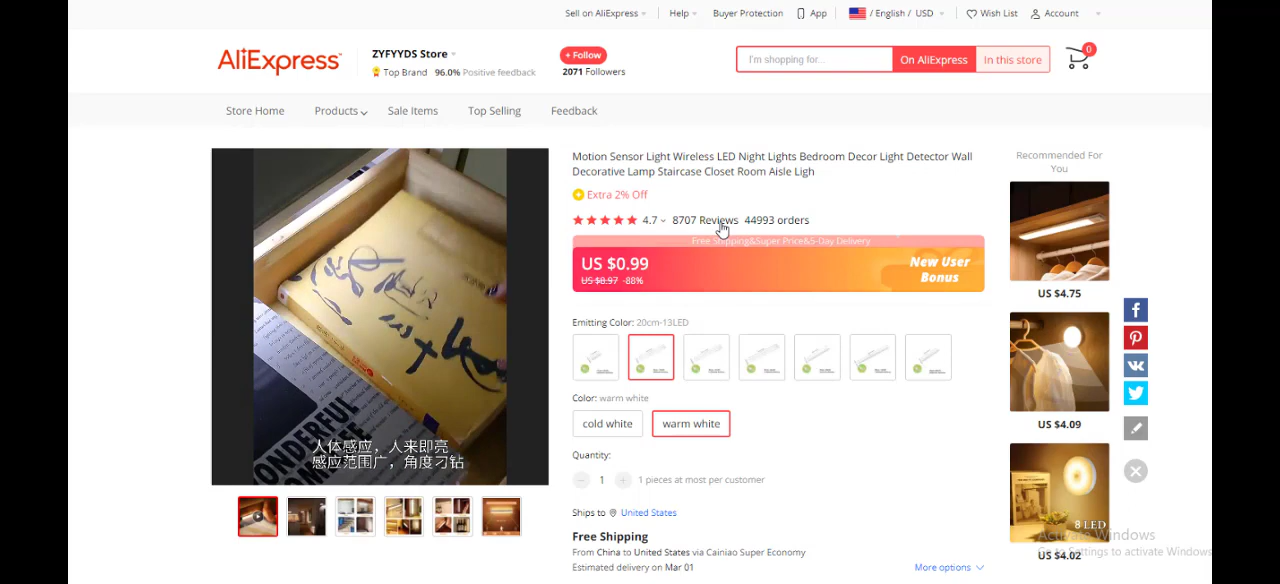 Sell on AliExpress
Help
Buyer Protection
App
/ English / USD
Wish List
Account
AliExpress
ZYFYYDS Store
Top Brand 96.0% Positive feedback
+ Follow
2071 Followers
I'm shopping for...
On AliExpress
In this store
0
Store Home
Products
Sale Items
Top Selling
Feedback
WONDERFUL
人体感应，人来即亮
感应范围广，角度刁钻
Motion Sensor Light Wireless LED Night Lights Bedroom Decor Light Detector Wall
Decorative Lamp Staircase Closet Room Aisle Ligh
Extra 2% Off
4.7
8707 Reviews
44993 orders
Free Shipping&Super Price&5-Day Delivery
US $0.99
US $8.97 -88%
New User
Bonus
Emitting Color: 20cm-13LED
Color: warm white
cold white
warm white
Quantity:
1
1 pieces at most per customer
Ships to
United States
Free Shipping
From China to United States via Cainiao Super Economy
Estimated delivery on Mar 01
More options
Recommended For
You
US $4.75
US $4.09
8 LED
US $4.02
Activate Windows
Go to Settings to activate Windows